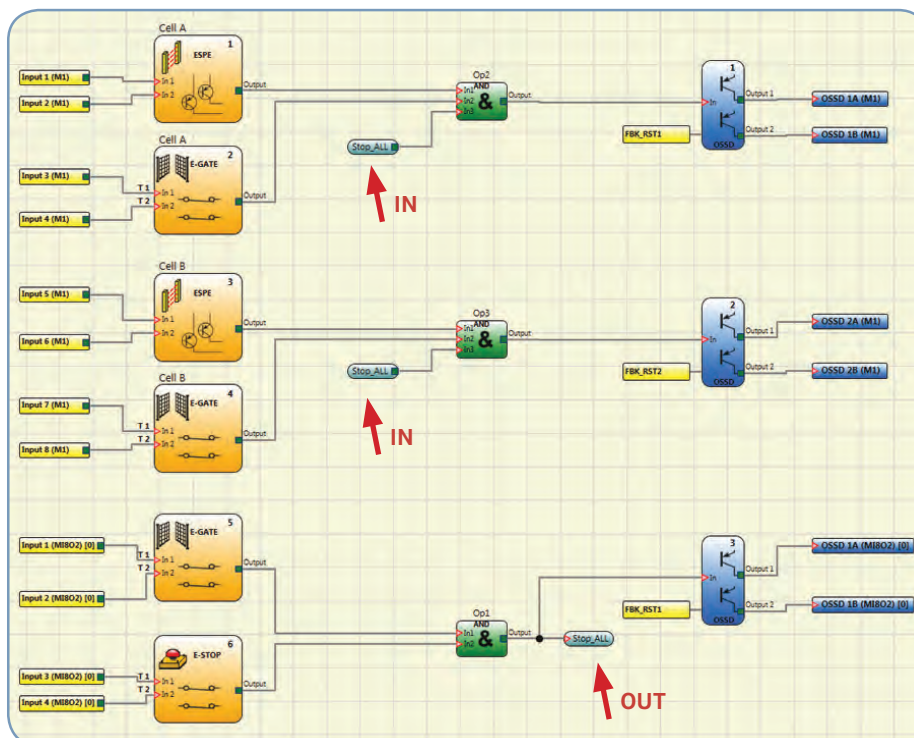 Cell A
1
ESPE
Input 1 (M1)
In 1
Output
Input 2 (M1)
In 2
Cell A
2
E-GATE
Input 3 (M1)
T 1
In 1
Output
T 2
In 2
Input 4 (M1)
Op2
AND
In1
In2
In3
&
Output
Stop_ALL
IN
1
In
Output 1
Output 2
OSSD
FBK_RST1
OSSD 1A (M1)
OSSD 1B (M1)
Cell B
3
ESPE
Input 5 (M1)
In 1
Output
Input 6 (M1)
In 2
Cell B
4
E-GATE
Input 7 (M1)
T 1
In 1
Output
T 2
In 2
Input 8 (M1)
Op3
AND
In1
In2
In3
&
Output
Stop_ALL
IN
2
In
Output 1
Output 2
OSSD
FBK_RST2
OSSD 2A (M1)
OSSD 2B (M1)
5
E-GATE
Input 1 (MI8O2) [0]
T 1
In 1
Output
T 2
In 2
Input 2 (MI8O2) [0]
6
E-STOP
Input 3 (MI8O2) [0]
T 1
In 1
Output
T 2
In 2
Input 4 (MI8O2) [0]
Op1
AND
In1
In2
&
Output
Stop_ALL
OUT
3
In
Output 1
Output 2
OSSD
FBK_RST1
OSSD 1A (MI8O2) [0]
OSSD 1B (MI8O2) [0]